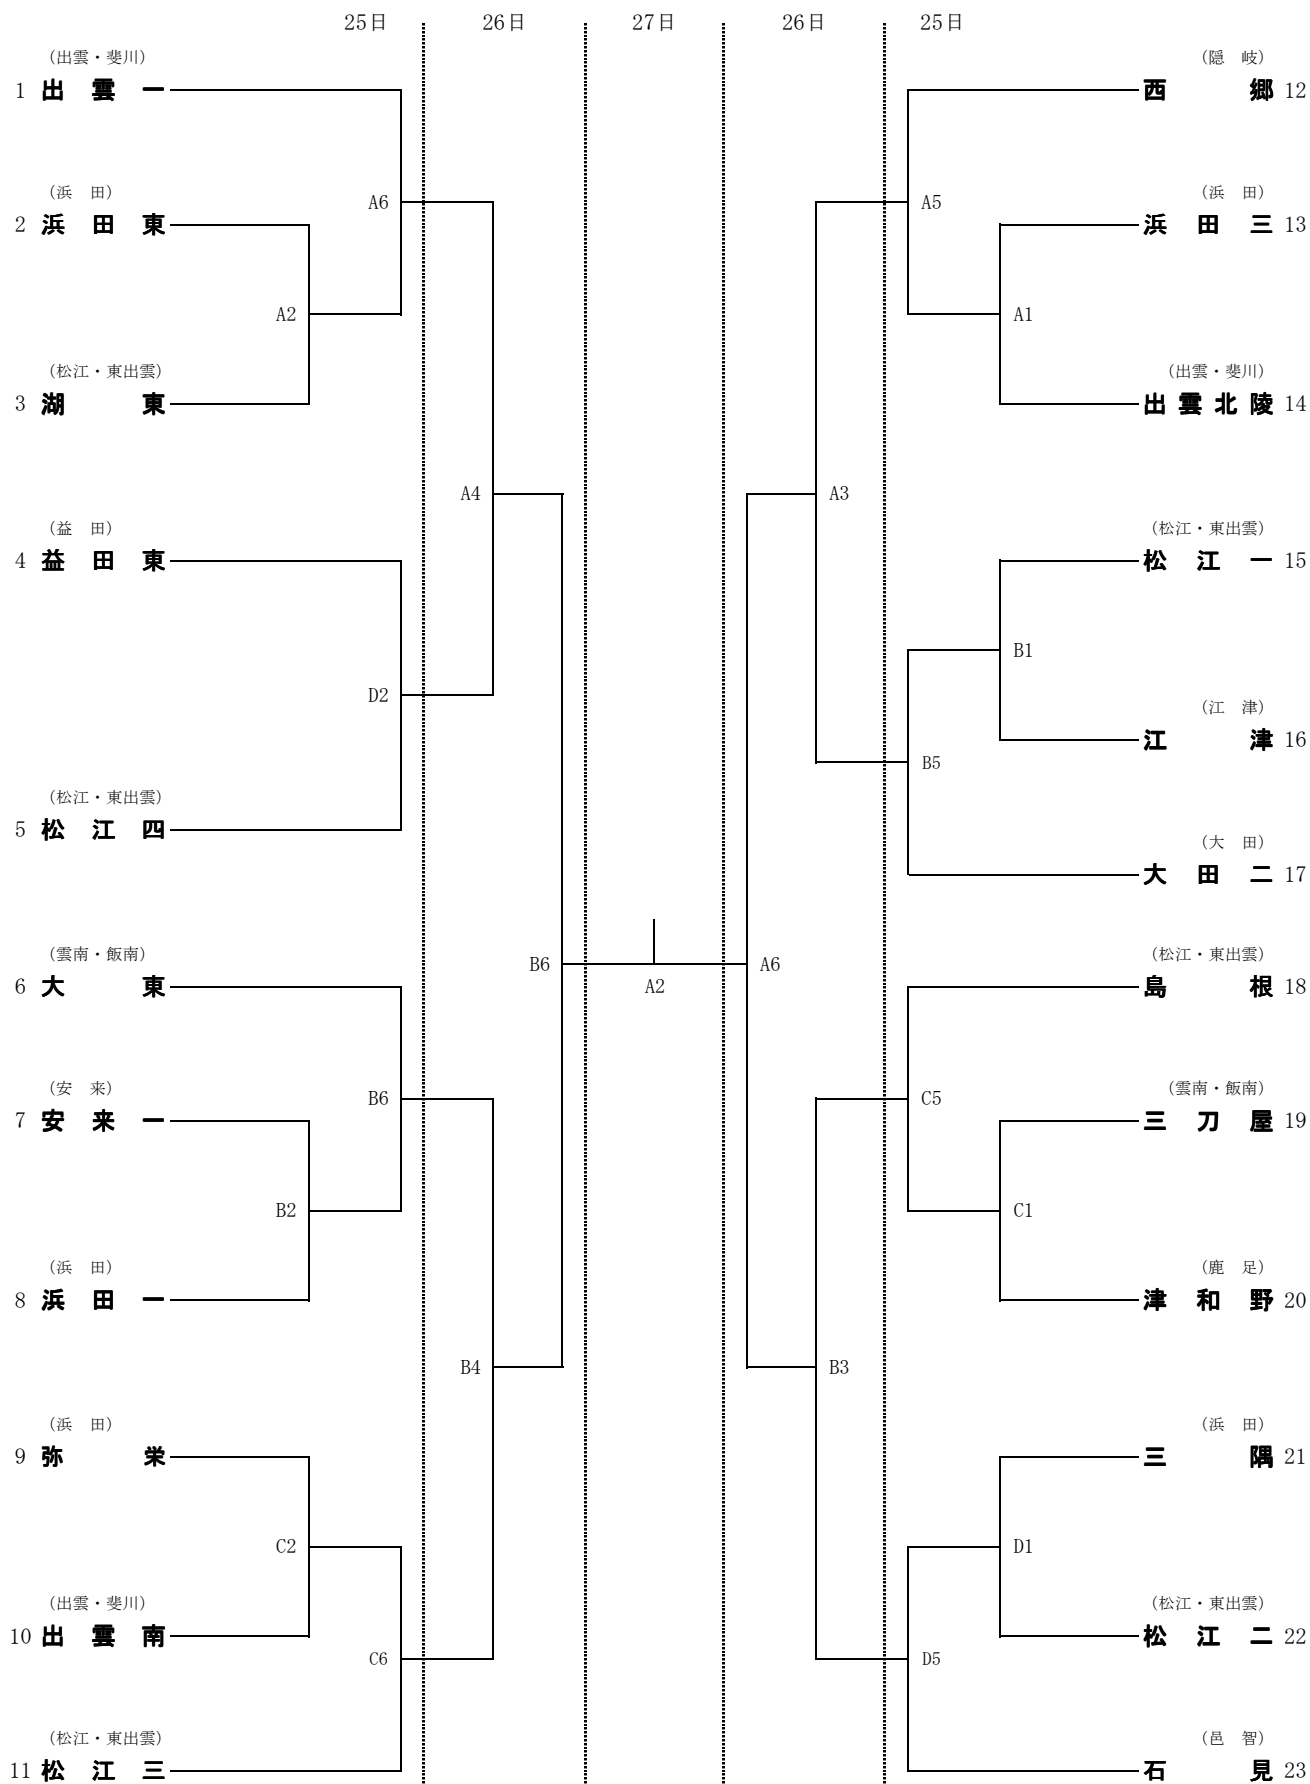 25日 26日 27日 26日 25日
（出雲・斐川）
1 出雲一
（浜　田）
2 浜田東
A6
A2
（松江・東出雲）
3 湖東
A4
（益　田）
4 益田東
D2
（松江・東出雲）
5 松江四
（雲南・飯南）
6 大東
B6
（安　来）
7 安来一
B6
B2
（浜　田）
8 浜田一
B4
（浜　田）
9 弥栄
C2
（出雲・斐川）
10 出雲南
C6
（松江・東出雲）
11 松江三
A2
（隠　岐）
西郷 12
A5
（浜　田）
浜田三 13
A1
（出雲・斐川）
出雲北陵 14
A3
（松江・東出雲）
松江一 15
B1
（江　津）
江津 16
B5
（大　田）
大田二 17
A6
（松江・東出雲）
島根 18
C5
（雲南・飯南）
三刀屋 19
C1
（鹿　足）
津和野 20
B3
（浜　田）
三隅 21
D1
（松江・東出雲）
松江二 22
D5
（邑　智）
石見 23